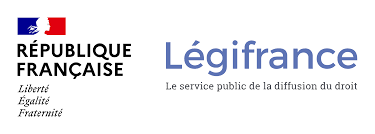 RÉPUBLIQUE
FRANÇAISE
Liberté
Égalité
Fraternité
Légifrance
Le service public de la diffusion du droit